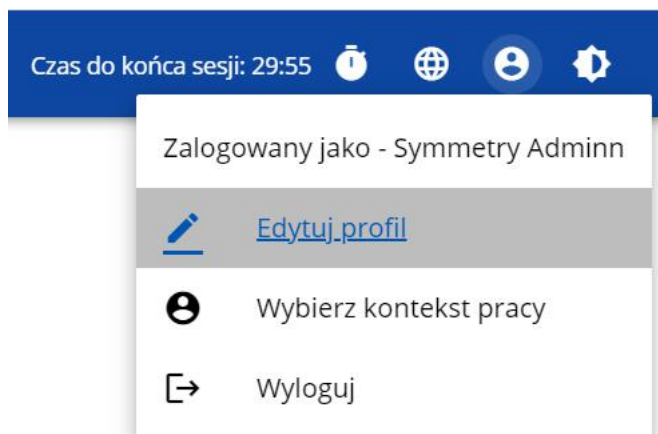 Czas do końca sesji: 29:55
Zalogowany jako - Symmetry Adminn
Edytuj profil
Wybierz kontekst pracy
Wyloguj